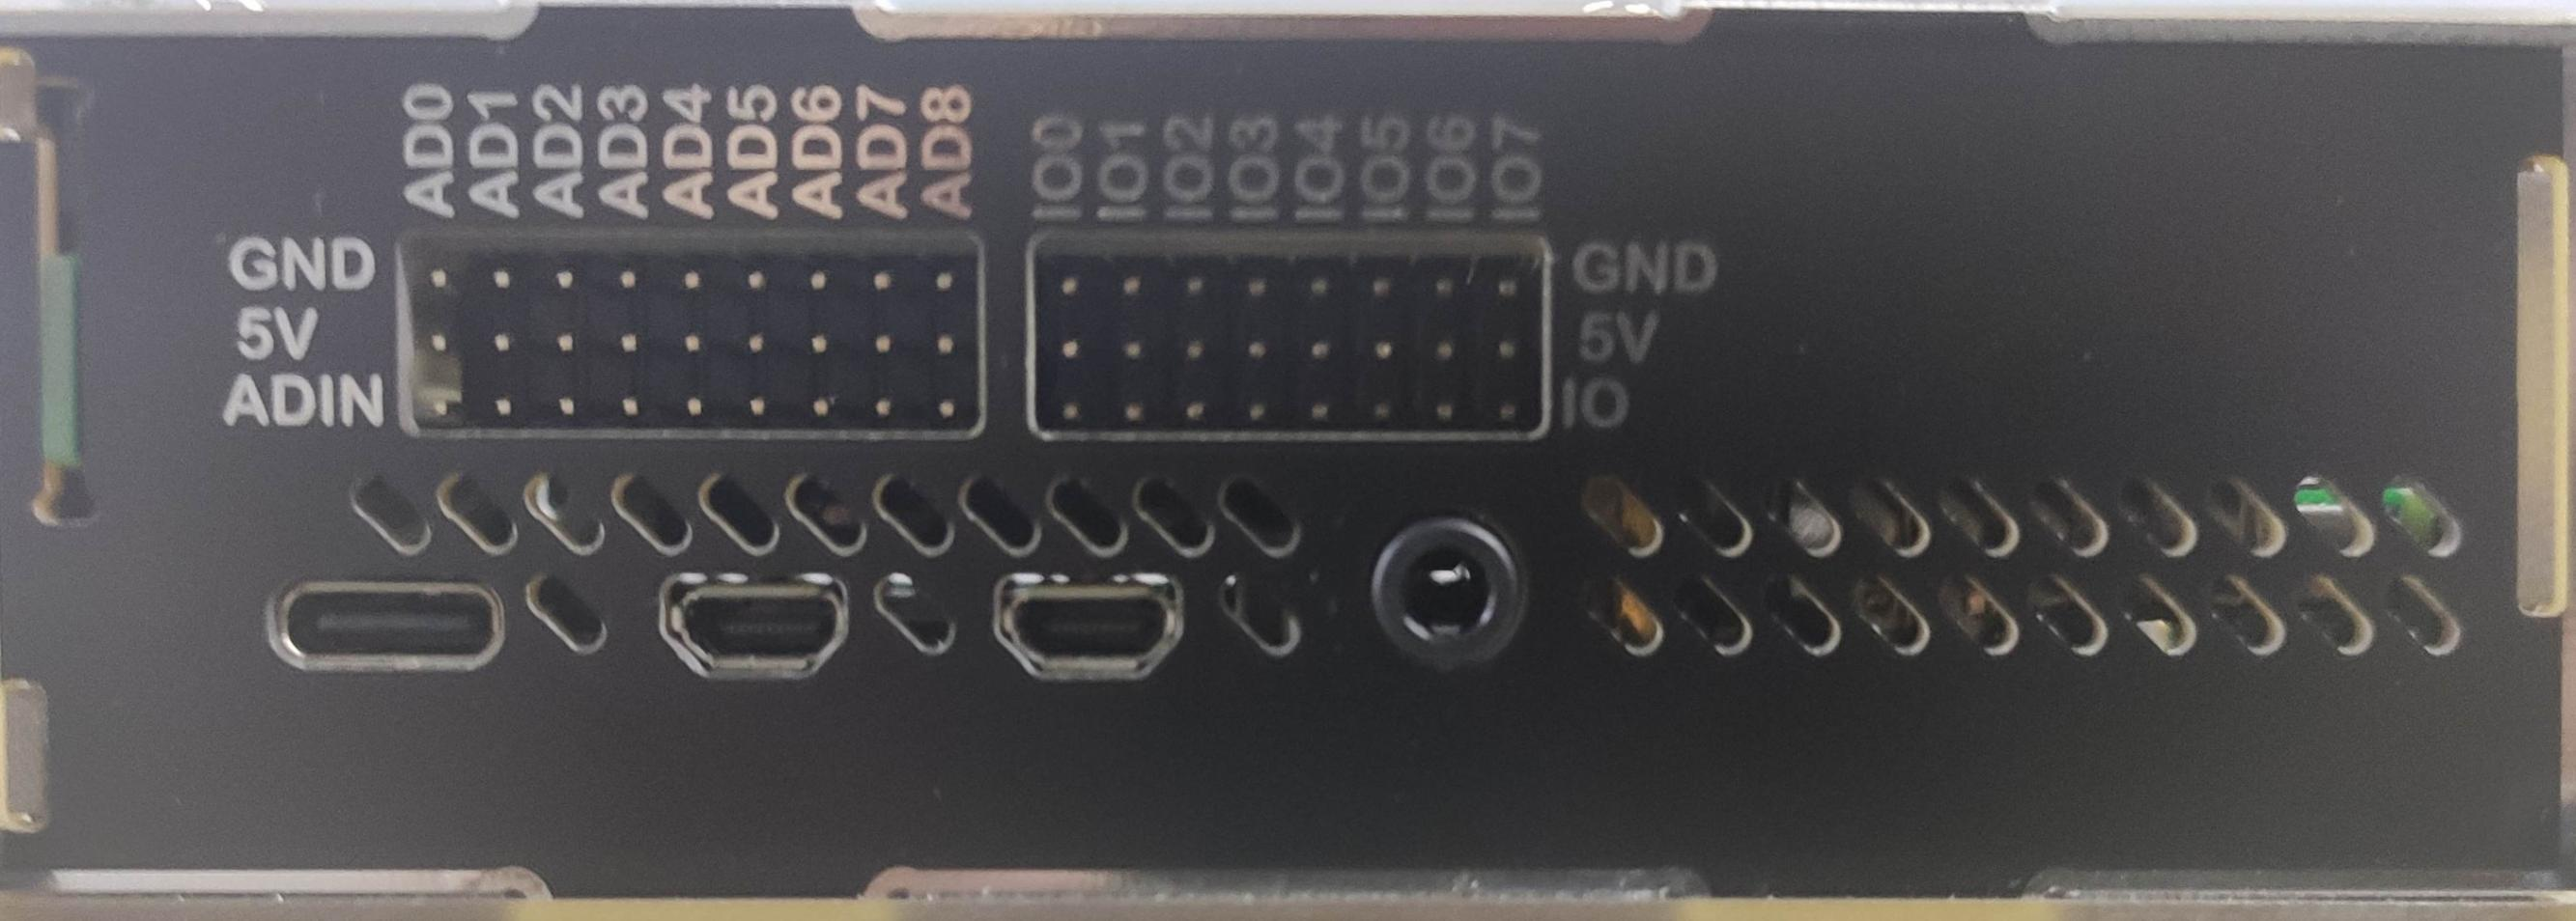 AD0 AD1 AD2 AD3 AD4 AD5 AD6 AD7 AD8
IO0 IO1 IO2 IO3 IO4 IO5 IO6 IO7
GND
5V
ADIN
GND
5V
IO